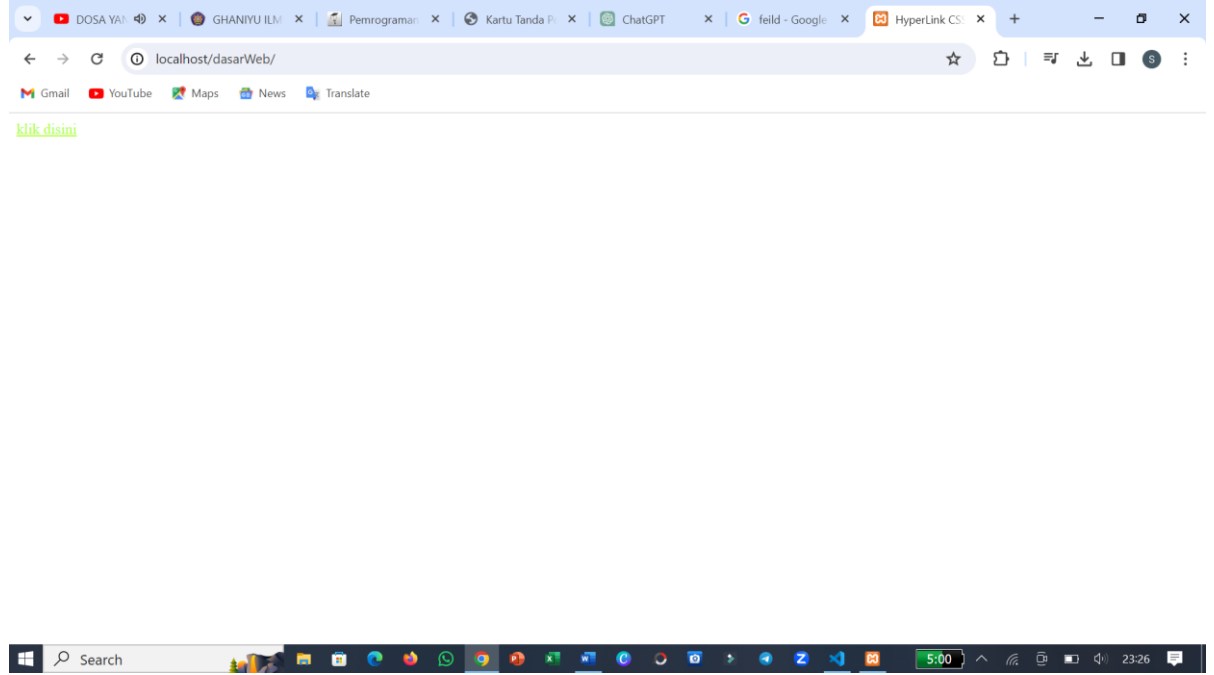 DOSA YAN GHANIYU ILM Pemrograman Kartu Tanda P ChatGPT feild - Google HyperLink CS
localhost/dasarWeb/ S
Gmail YouTube Maps News Translate
klik disini
Search 5:00 23:26